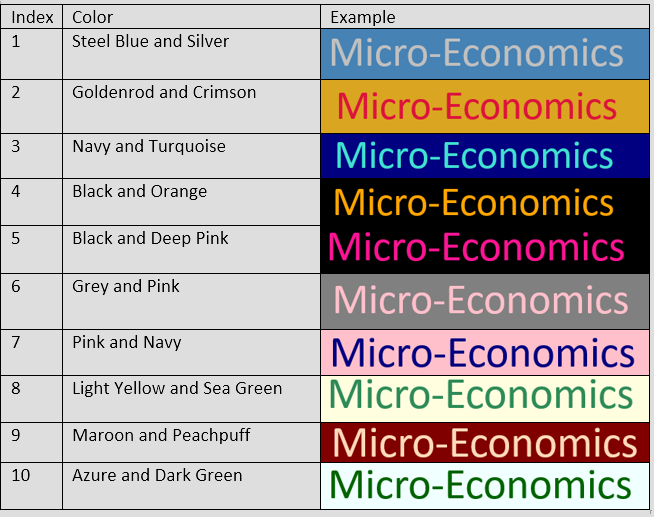 Index Color Example
1 Steel Blue and Silver Micro-Economics
2 Goldenrod and Crimson Micro-Economics
3 Navy and Turquoise Micro-Economics
4 Black and Orange Micro-Economics
5 Black and Deep Pink Micro-Economics
6 Grey and Pink Micro-Economics
7 Pink and Navy Micro-Economics
8 Light Yellow and Sea Green Micro-Economics
9 Maroon and Peachpuff Micro-Economics
10 Azure and Dark Green Micro-Economics